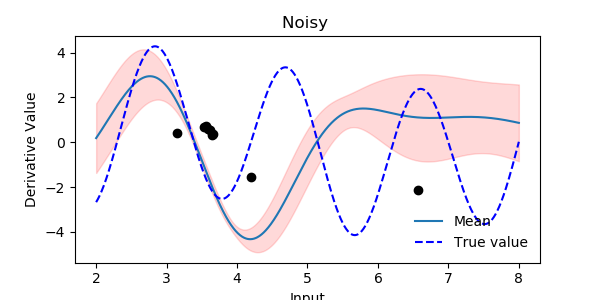 Noisy
Derivative Value
4
2
0
−2
−4
Mean
True value
2 3 4 5 6 7 8
Input